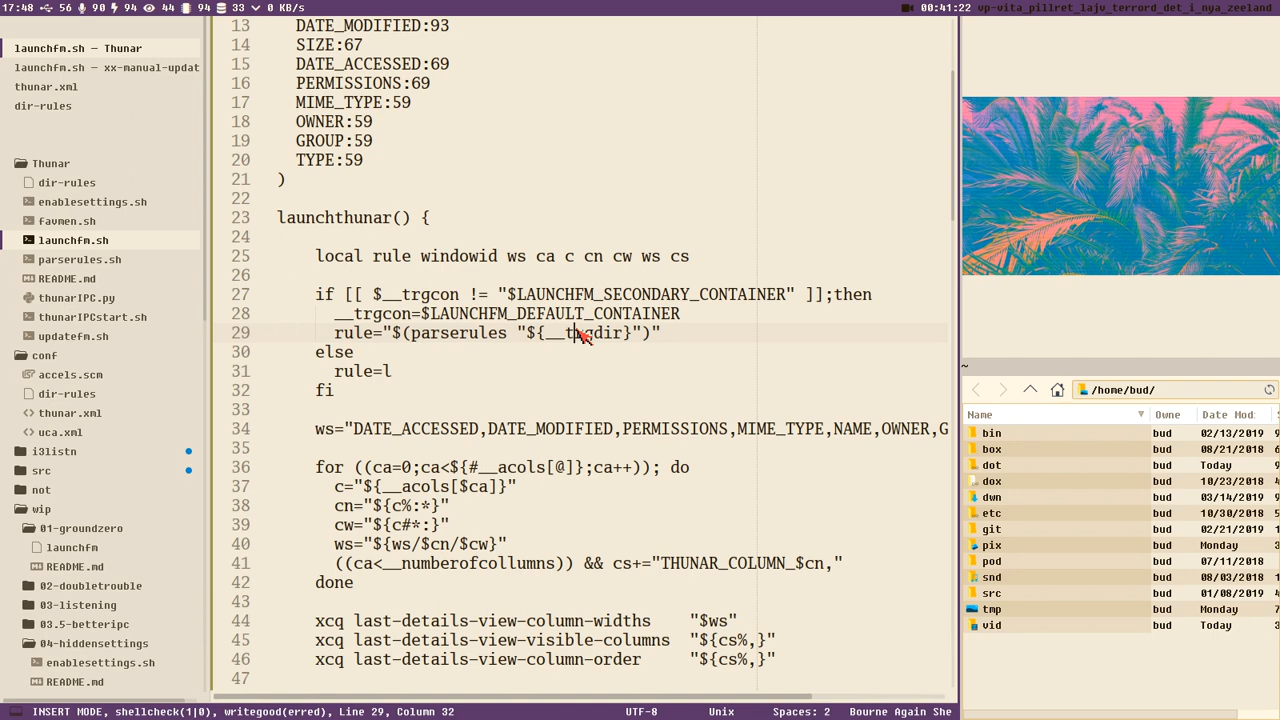 17:48 56 90 94 44 94 33 0 KB/s
00:41:22 vp-vita_pillret_lajv_terrord_det_i_nya_zeeland
launchfm.sh — Thunar
launchfm.sh — xx-manual-updat
thunar.xml
dir-rules
Thunar
dir-rules
enablesettings.sh
favmen.sh
launchfm.sh
parserules.sh
README.md
thunarIPC.py
thunarIPCstart.sh
updatefm.sh
conf
accels.scm
dir-rules
thunar.xml
uca.xml
i3listn
src
not
wip
01-groundzero
launchfm
README.md
02-doubletrouble
03-listening
03.5-betteripc
04-hiddensettings
enablesettings.sh
README.md
13 DATE_MODIFIED:93
14 SIZE:67
15 DATE_ACCESSED:69
16 PERMISSIONS:69
17 MIME_TYPE:59
18 OWNER:59
19 GROUP:59
20 TYPE:59
21 )
22
23 launchthunar() {
24
25 local rule windowid ws ca c cn cw ws cs
26
27 if [[ $__trgcon != "$LAUNCHFM_SECONDARY_CONTAINER" ]];then
28 __trgcon=$LAUNCHFM_DEFAULT_CONTAINER
29 rule="$(parserules "${__trgdir}")"
30 else
31 rule=l
32 fi
33
34 ws="DATE_ACCESSED,DATE_MODIFIED,PERMISSIONS,MIME_TYPE,NAME,OWNER,G
35
36 for ((ca=0;ca<${#__acols[@]};ca++)); do
37 c="${__acols[$ca]}"
38 cn="${c%:*}"
39 cw="${c#*:}"
40 ws="${ws/$cn/$cw}"
41 ((ca<__numberofcollumns)) && cs+="THUNAR_COLUMN_$cn,"
42 done
43
44 xcq last-details-view-column-widths "$ws"
45 xcq last-details-view-visible-columns "${cs%,}"
46 xcq last-details-view-column-order "${cs%,}"
47
~
/home/bud/
Name Owne Date Mod
bin bud 02/13/2019 9
box bud 08/21/2018 6
dot bud Today 9
dox bud 10/23/2018 5
dwn bud 03/14/2019 9
etc bud 10/30/2018 5
git bud 02/21/2019 9
pix bud Monday 9
pod bud 07/11/2018
snd bud 08/03/2018 9
src bud 01/08/2019 4
tmp bud Monday 7
vid bud Today 3
INSERT MODE, shellcheck(1|0), writegood(erred), Line 29, Column 32 UTF-8 Unix Spaces: 2 Bourne Again She